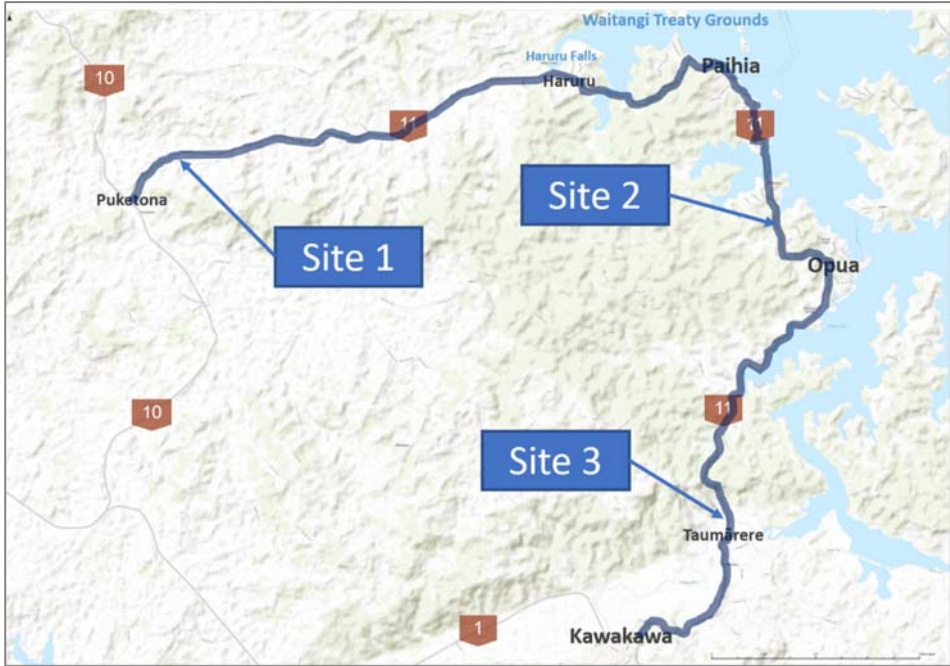 Waitangi Treaty Grounds
Haruru Falls
Paihia
10
Haruru
11
11
Puketona
Site 2
Site 1
Opua
10
11
Site 3
Taumārere
1
Kawakawa